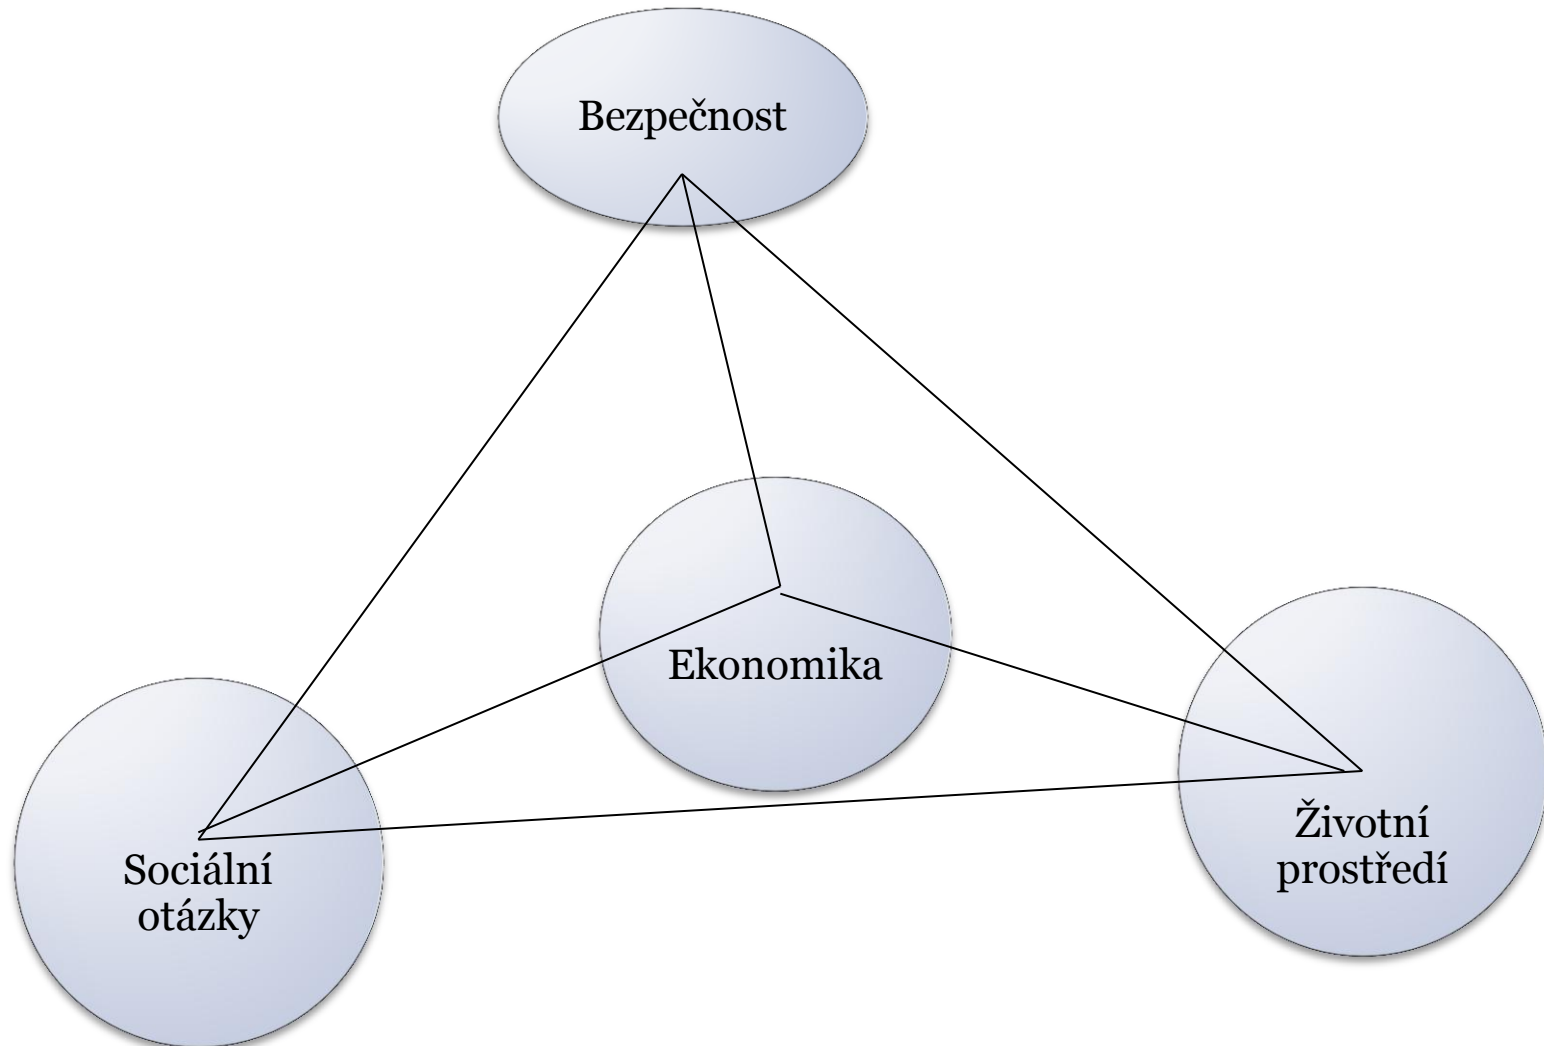 Bezpečnost
Ekonomika
Sociální
otázky
Životní
prostředí